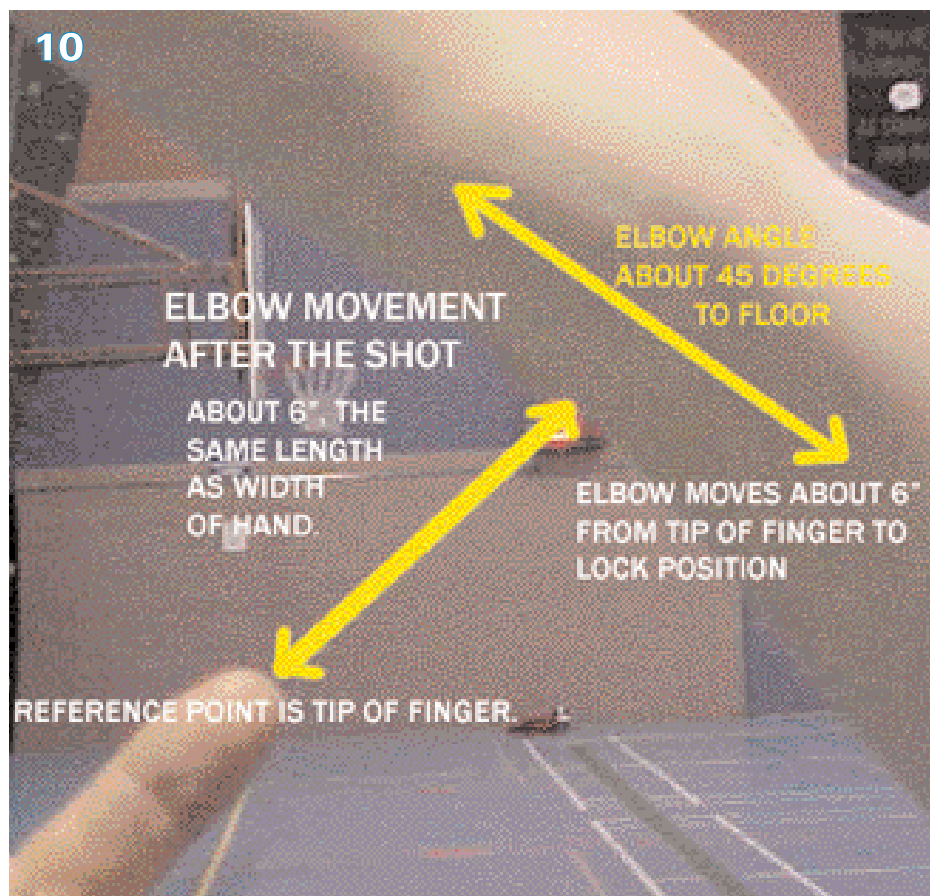 10
ELBOW ANGLE
ABOUT 45 DEGREES
TO FLOOR
ELBOW MOVEMENT
AFTER THE SHOT
ABOUT 6", THE
SAME LENGTH
AS WIDTH
OF HAND.
ELBOW MOVES ABOUT 6"
FROM TIP OF FINGER TO
LOCK POSITION
REFERENCE POINT IS TIP OF FINGER.